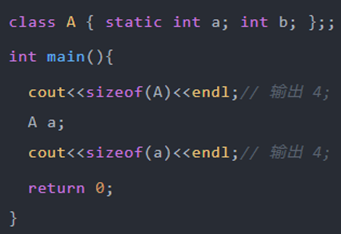 class A { static int a; int b; };;
int main(){
cout<<sizeof(A)<<endl;// 输出 4;
A a;
cout<<sizeof(a)<<endl;// 输出 4;
return 0;
}